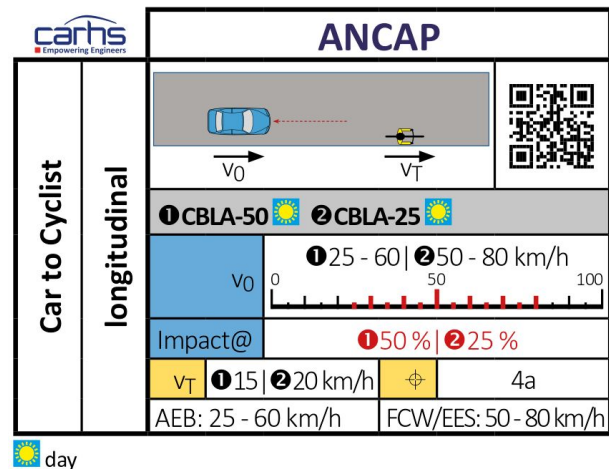 carhs
Empowering Engineers
ANCAP
Car to Cyclist
longitudinal
v0
vT
❶CBLA-50 ❷CBLA-25
v0
❶25 - 60| ❷50 - 80 km/h
0 50 100
Impact@
❶50 % | ❷25 %
vT
❶15| ❷20 km/h
4a
AEB: 25 - 60 km/h
FCW/EES: 50 - 80 km/h
day